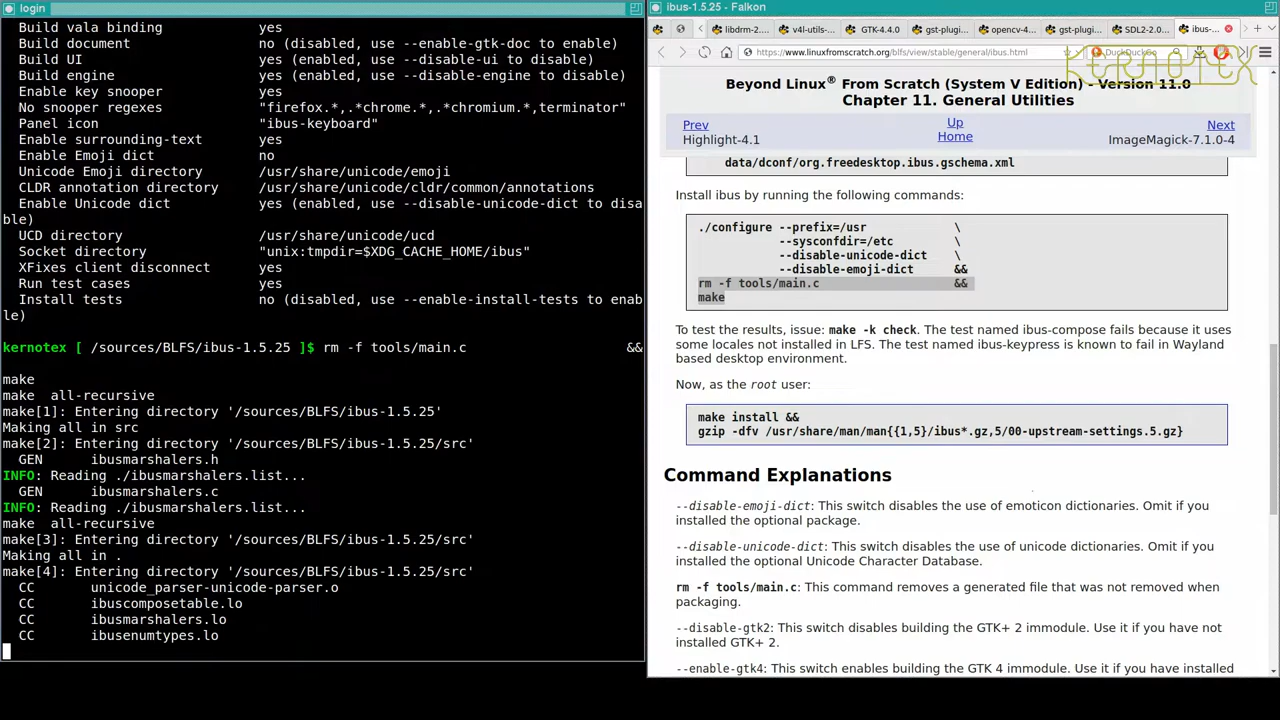 login
Build vala binding yes
Build document no (disabled, use --enable-gtk-doc to enable)
Build UI yes (enabled, use --disable-ui to disable)
Build engine yes (enabled, use --disable-engine to disable)
Enable key snooper yes
No snooper regexes "firefox.*,.*chrome.*,.*chromium.*,terminator"
Panel icon "ibus-keyboard"
Enable surrounding-text yes
Enable Emoji dict no
Unicode Emoji directory /usr/share/unicode/emoji
CLDR annotation directory /usr/share/unicode/cldr/common/annotations
Enable Unicode dict yes (enabled, use --disable-unicode-dict to disa
ble)
UCD directory /usr/share/unicode/ucd
Socket directory "unix:tmpdir=$XDG_CACHE_HOME/ibus"
XFixes client disconnect yes
Run test cases yes
Install tests no (disabled, use --enable-install-tests to enab
le)
kernotex [ /sources/BLFS/ibus-1.5.25 ]$ rm -f tools/main.c &&
make
make all-recursive
make[1]: Entering directory '/sources/BLFS/ibus-1.5.25'
Making all in src
make[2]: Entering directory '/sources/BLFS/ibus-1.5.25/src'
GEN ibusmarshalers.h
INFO: Reading ./ibusmarshalers.list...
GEN ibusmarshalers.c
INFO: Reading ./ibusmarshalers.list...
make all-recursive
make[3]: Entering directory '/sources/BLFS/ibus-1.5.25/src'
Making all in .
make[4]: Entering directory '/sources/BLFS/ibus-1.5.25/src'
CC unicode_parser-unicode-parser.o
CC ibuscomposetable.lo
CC ibusmarshalers.lo
CC ibusenumtypes.lo
ibus-1.5.25 - Falkon
libdrm-2.... v4l-utils-... GTK-4.4.0 gst-plugi... opencv-4... gst-plugi... SDL2-2.0... ibus-...
https://www.linuxfromscratch.org/blfs/view/stable/general/ibus.html DuckDuckGo
KERNOTEX
Beyond Linux® From Scratch (System V Edition) - Version 11.0
Chapter 11. General Utilities
Prev Up Next
Highlight-4.1 Home ImageMagick-7.1.0-4
data/dconf/org.freedesktop.ibus.gschema.xml
Install ibus by running the following commands:
./configure --prefix=/usr \
--sysconfdir=/etc \
--disable-unicode-dict \
--disable-emoji-dict &&
rm -f tools/main.c &&
make
To test the results, issue: make -k check. The test named ibus-compose fails because it uses
some locales not installed in LFS. The test named ibus-keypress is known to fail in Wayland
based desktop environment.
Now, as the root user:
make install &&
gzip -dfv /usr/share/man/man{{1,5}/ibus*.gz,5/00-upstream-settings.5.gz}
Command Explanations
--disable-emoji-dict: This switch disables the use of emoticon dictionaries. Omit if you
installed the optional package.
--disable-unicode-dict: This switch disables the use of unicode dictionaries. Omit if you
installed the optional Unicode Character Database.
rm -f tools/main.c: This command removes a generated file that was not removed when
packaging.
--disable-gtk2: This switch disables building the GTK+ 2 immodule. Use it if you have not
installed GTK+ 2.
--enable-gtk4: This switch enables building the GTK 4 immodule. Use it if you have installed